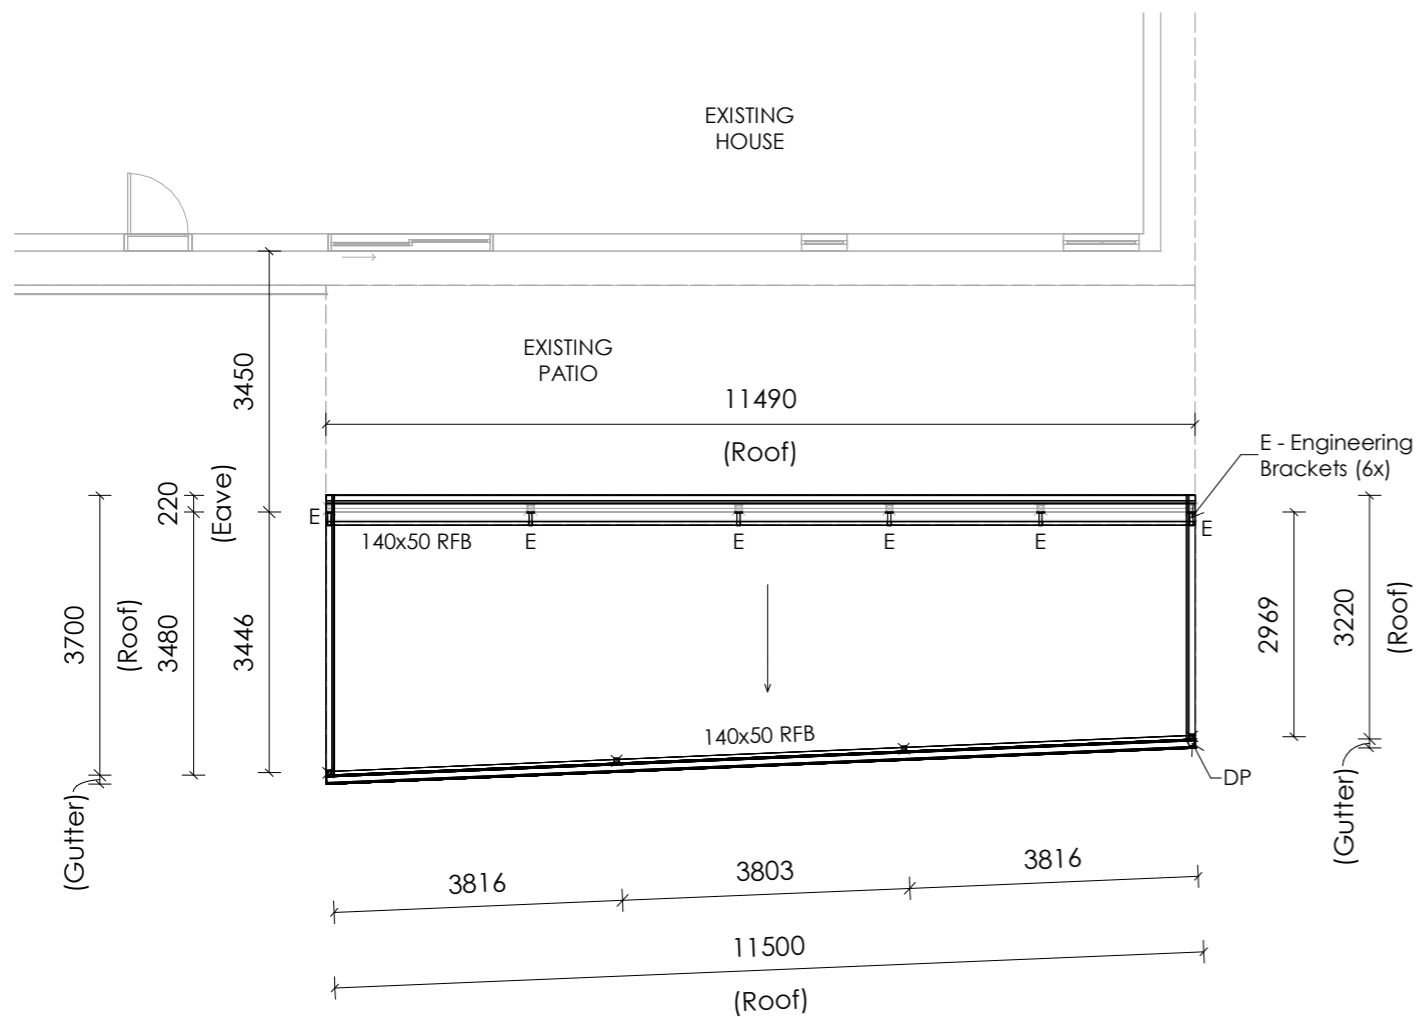 EXISTING
HOUSE
EXISTING
PATIO
3450
11490
(Roof)
E - Engineering
Brackets (6x)
220
(Eave)
E
140x50 RFB
E
E
E
E
E
3700
(Roof)
3480
3446
2969
3220
(Roof)
140x50 RFB
DP
(Gutter)
(Gutter)
3816
3803
3816
11500
(Roof)